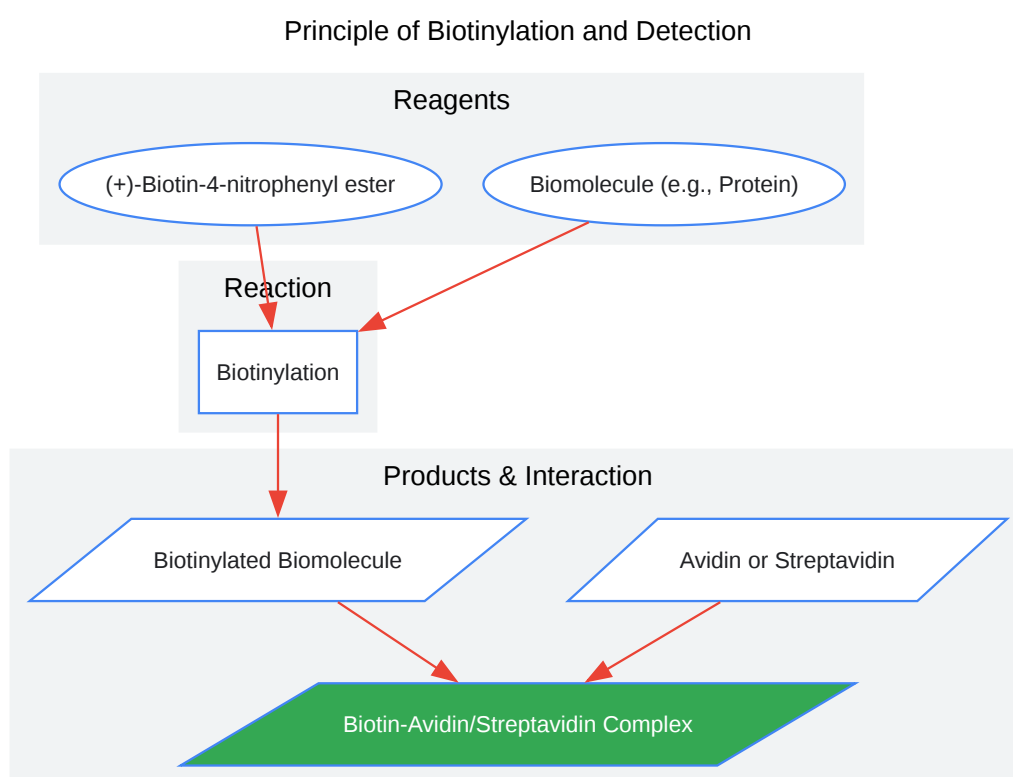 Principle of Biotinylation and Detection
Reagents
(+)-Biotin-4-nitrophenyl ester
Biomolecule (e.g., Protein)
Reaction
Biotinylation
Products & Interaction
Biotinylated Biomolecule
Avidin or Streptavidin
Biotin-Avidin/Streptavidin Complex